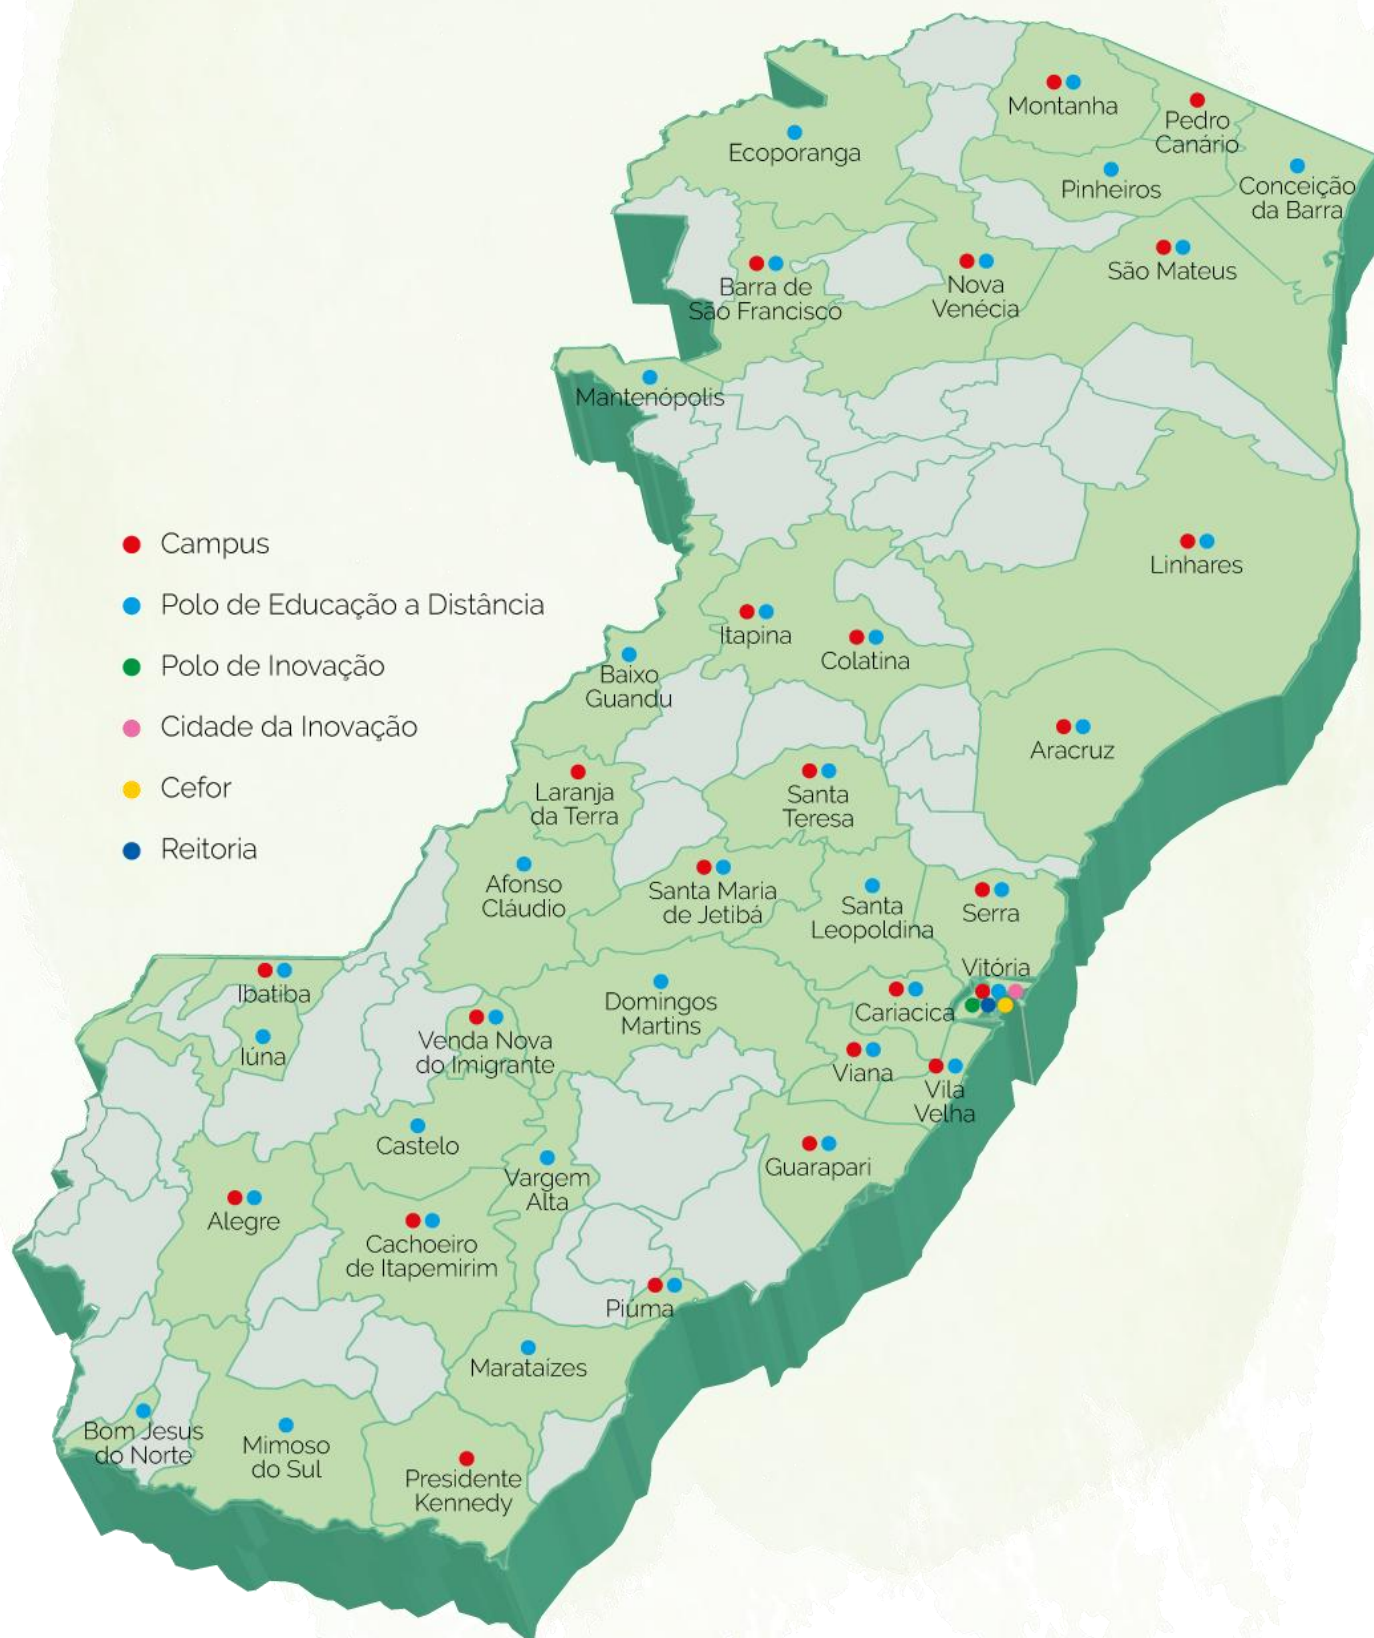 Montanha
Pedro
Canário
Ecoporanga
Pinheiros
Conceição
da Barra
São Mateus
Barra de
São Francisco
Nova
Venécia
Mantenópolis
Campus
Polo de Educação a Distância
Polo de Inovação
Cidade da Inovação
Cefor
Reitoria
Linhares
Itapina
Colatina
Baixo
Guandu
Aracruz
Laranja
da Terra
Santa
Teresa
Afonso
Cláudio
Santa Maria
de Jetibá
Santa
Leopoldina
Serra
Vitória
Ibatiba
Domingos
Martins
Cariacica
Iúna
Venda Nova
do Imigrante
Viana
Vila
Velha
Castelo
Vargem
Alta
Guarapari
Alegre
Cachoeiro
de Itapemirim
Piúma
Marataízes
Bom Jesus
do Norte
Mimoso
do Sul
Presidente
Kennedy